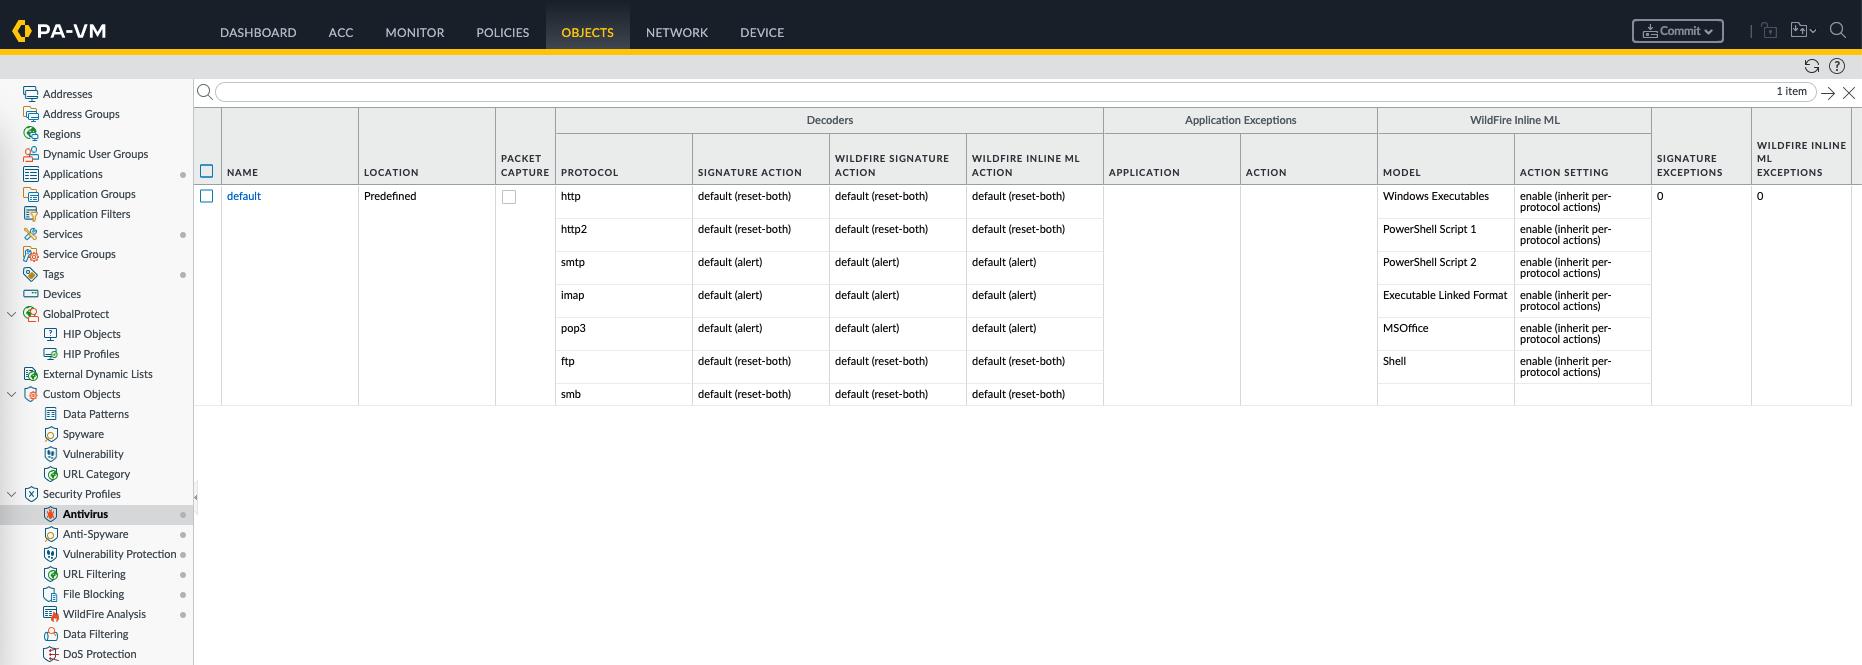 PA-VM
DASHBOARD ACC MONITOR POLICIES OBJECTS NETWORK DEVICE
Commit
Addresses
Address Groups
Regions
Dynamic User Groups
Applications
Application Groups
Application Filters
Services
Service Groups
Tags
Devices
GlobalProtect
HIP Objects
HIP Profiles
External Dynamic Lists
Custom Objects
Data Patterns
Spyware
Vulnerability
URL Category
Security Profiles
Antivirus
Anti-Spyware
Vulnerability Protection
URL Filtering
File Blocking
WildFire Analysis
Data Filtering
DoS Protection
1 item
Decoders Application Exceptions WildFire Inline ML
NAME LOCATION PACKET CAPTURE PROTOCOL SIGNATURE ACTION WILDFIRE SIGNATURE ACTION WILDFIRE INLINE ML ACTION APPLICATION ACTION MODEL ACTION SETTING SIGNATURE EXCEPTIONS WILDFIRE INLINE ML EXCEPTIONS
default Predefined http default (reset-both) default (reset-both) default (reset-both) Windows Executables enable (inherit per-protocol actions) 0 0
http2 default (reset-both) default (reset-both) default (reset-both) PowerShell Script 1 enable (inherit per-protocol actions)
smtp default (alert) default (alert) default (alert) PowerShell Script 2 enable (inherit per-protocol actions)
imap default (alert) default (alert) default (alert) Executable Linked Format enable (inherit per-protocol actions)
pop3 default (alert) default (alert) default (alert) MSOffice enable (inherit per-protocol actions)
ftp default (reset-both) default (reset-both) default (reset-both) Shell enable (inherit per-protocol actions)
smb default (reset-both) default (reset-both) default (reset-both)